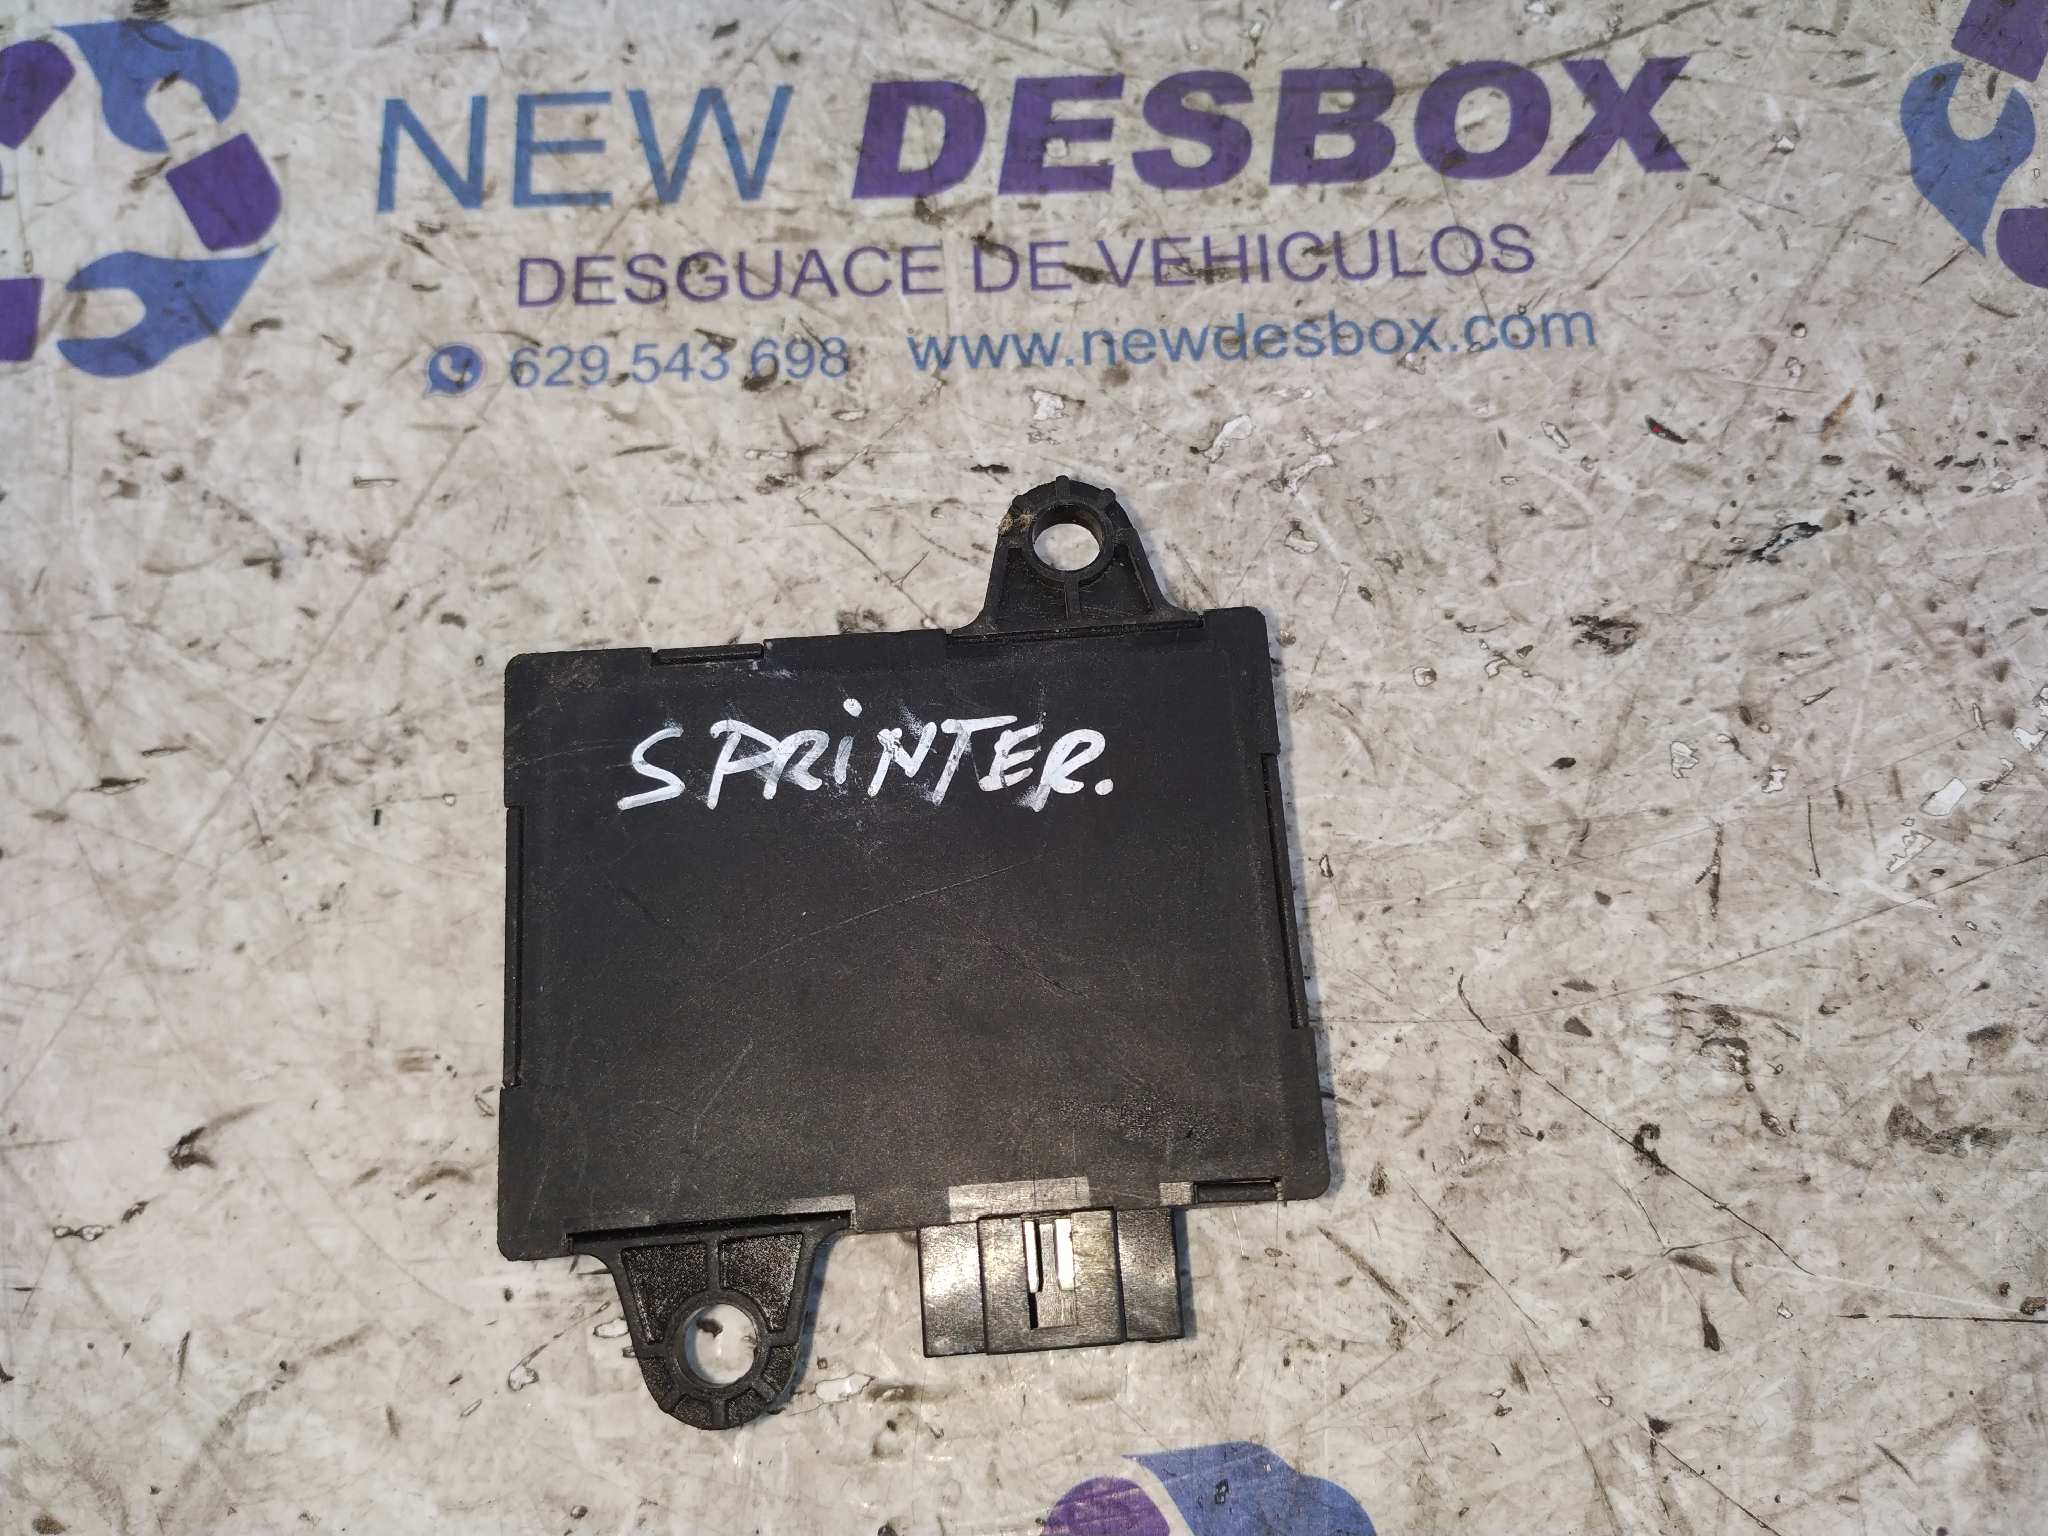 NEW DESBOX
DESGUACE DE VEHICULOS
629 543 698 www.newdesbox.com
SPRiNTER.